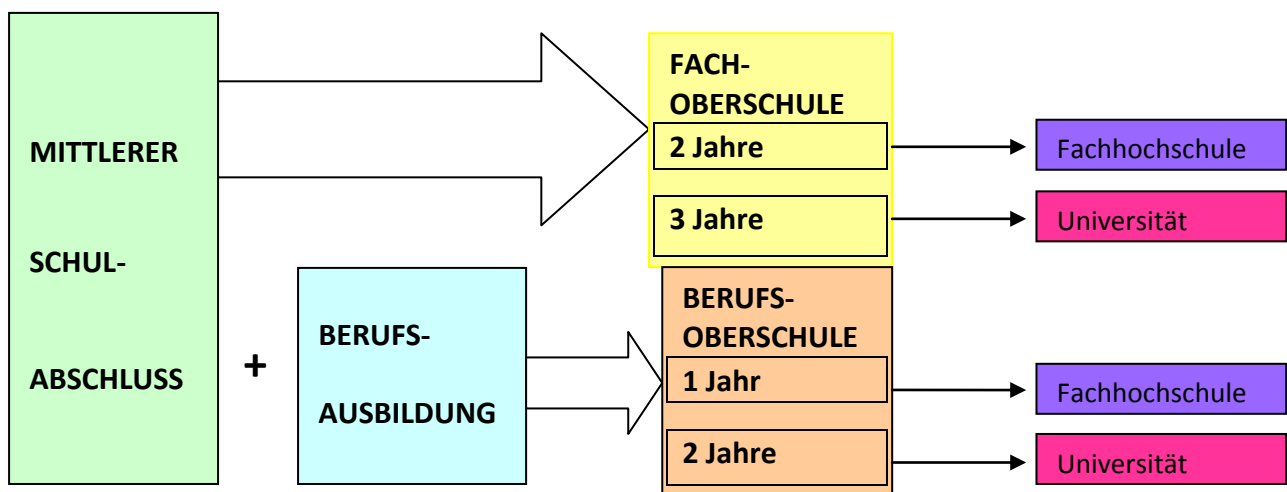 MITTLERER
SCHUL-
ABSCHLUSS
+
BERUFS-
AUSBILDUNG
FACH-
OBERSCHULE
2 Jahre
3 Jahre
Fachhochschule
Universität
BERUFS-
OBERSCHULE
1 Jahr
2 Jahre
Fachhochschule
Universität